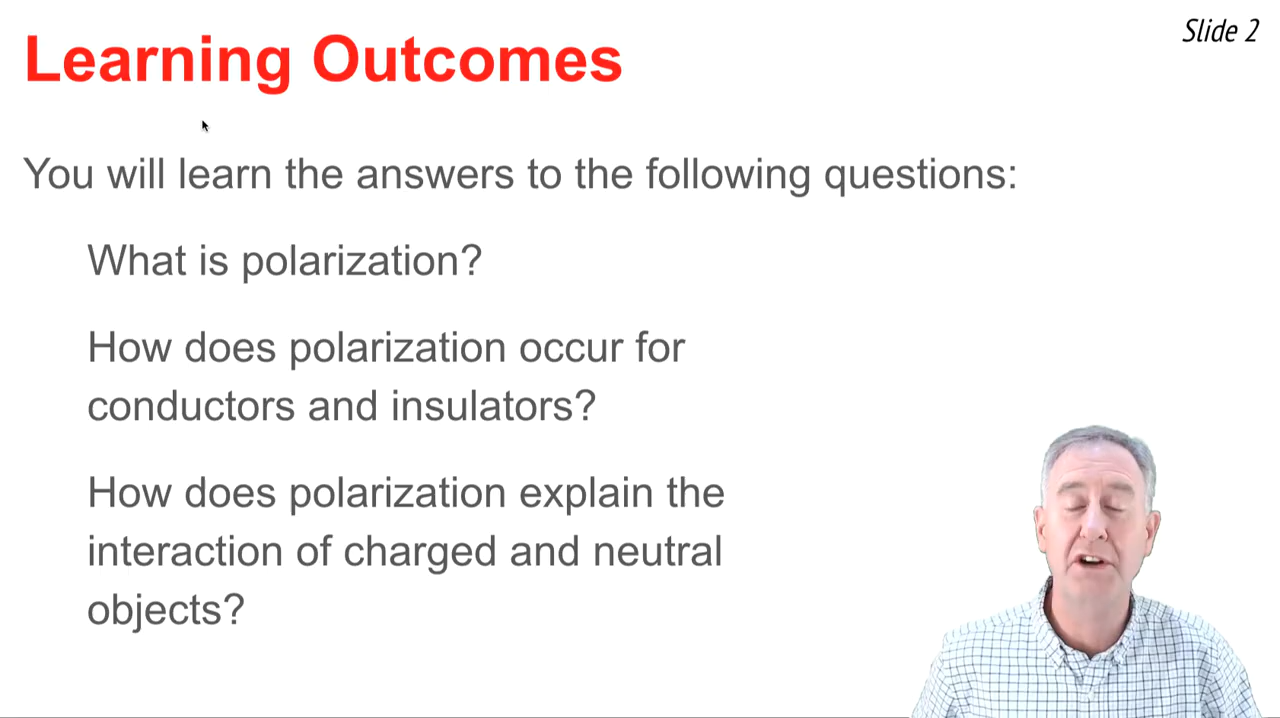 Slide 2
Learning Outcomes
You will learn the answers to the following questions:
What is polarization?
How does polarization occur for
conductors and insulators?
How does polarization explain the
interaction of charged and neutral
objects?